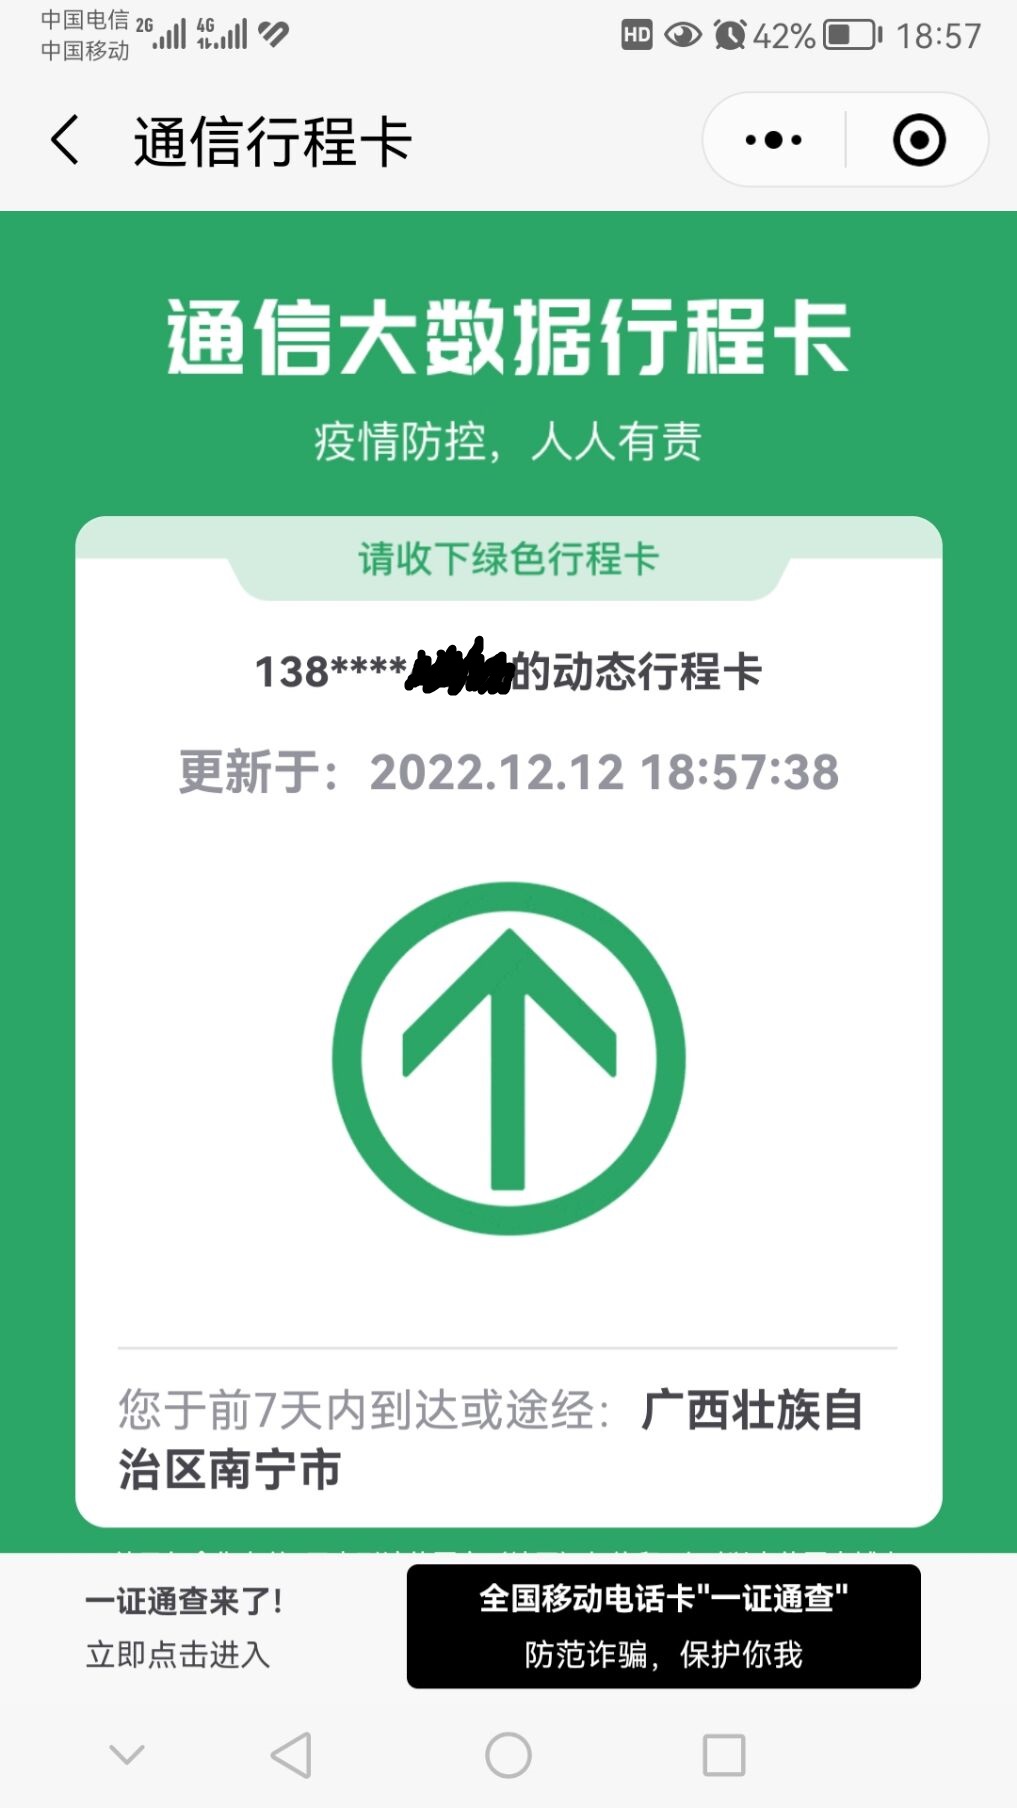 中国电信 2G 4G HD 42% 18:57
中国移动
通信行程卡
通信大数据行程卡
疫情防控，人人有责
请收下绿色行程卡
138****的动态行程卡
更新于：2022.12.12 18:57:38
您于前7天内到达或途经：广西壮族自
治区南宁市
一证通查来了！
立即点击进入
全国移动电话卡"一证通查"
防范诈骗，保护你我